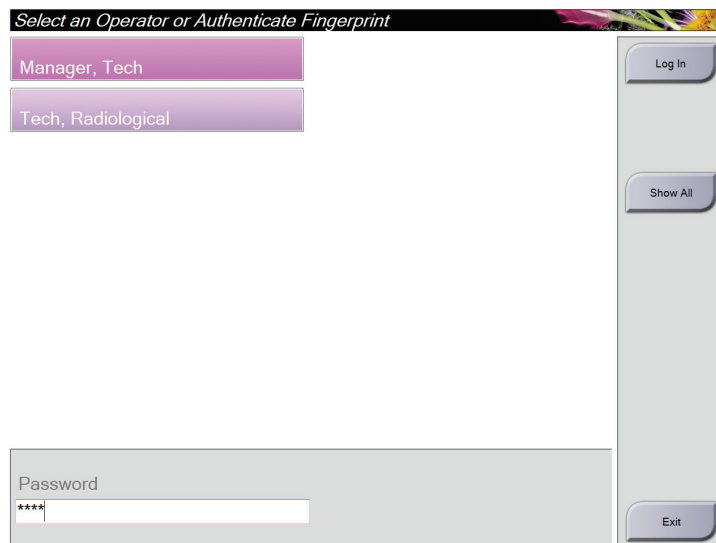 Select an Operator or Authenticate Fingerprint
Manager, Tech
Log In
Tech, Radiological
Show All
Password
****
Exit